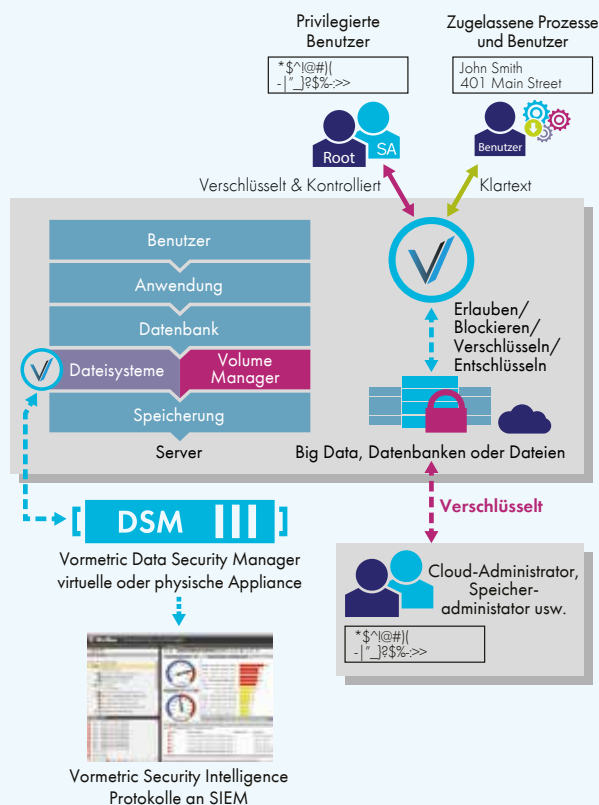 Privilegierte
Benutzer
*$^!@#)(
-|"_}?$%-:>>
Root
SA
Zugelassene Prozesse
und Benutzer
John Smith
401 Main Street
Benutzer
Verschlüsselt & Kontrolliert
Klartext
Benutzer
Anwendung
Datenbank
Dateisysteme
Volume
Manager
Speicherung
Server
Erlauben/
Blockieren/
Verschlüsseln/
Entschlüsseln
Big Data, Datenbanken oder Dateien
Verschlüsselt
DSM
Vormetric Data Security Manager
virtuelle oder physische Appliance
Cloud-Administrator,
Speicher-
administator usw.
*$^!@#)(
-|"_}?$%-:>>
Vormetric Security Intelligence
Protokolle an SIEM